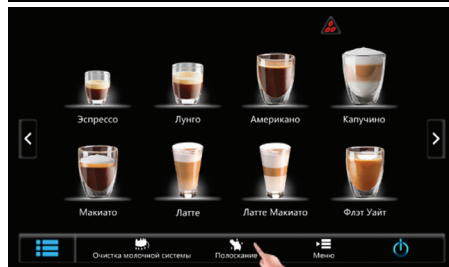 Эспрессо
Лунго
Американо
Капучино
Макиато
Латте
Латте Макиато
Флэт Уайт
Очистка молочной системы
Полоскание
Меню